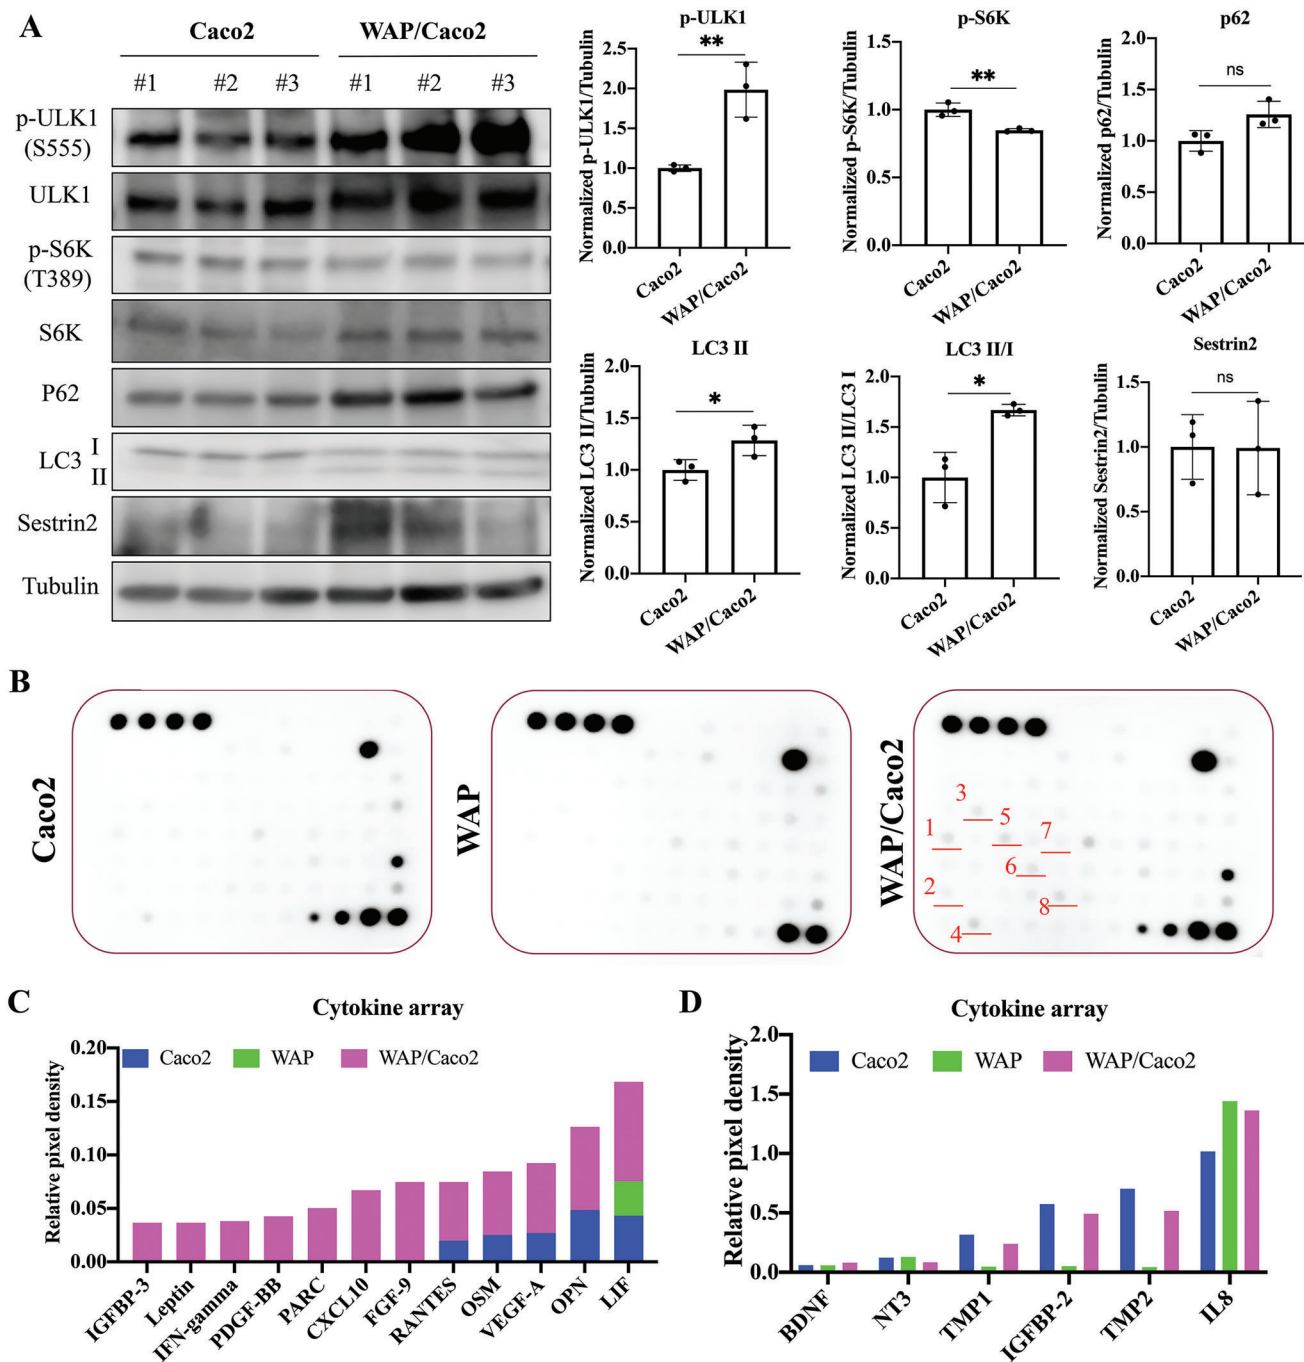 A
Caco2 WAP/Caco2
#1 #2 #3 #1 #2 #3
p-ULK1
(S555)
ULK1
p-S6K
(T389)
S6K
P62
LC3 I
II
Sestrin2
Tubulin
p-ULK1
Normalized p-ULK1/Tubulin
2.5
2.0
1.5
1.0
0.5
0.0
**
Caco2
WAP/Caco2
p-S6K
Normalized p-S6K/Tubulin
1.5
1.0
0.5
0.0
**
Caco2
WAP/Caco2
p62
Normalized p62/Tubulin
2.0
1.5
1.0
0.5
0.0
ns
Caco2
WAP/Caco2
LC3 II
Normalized LC3 II/Tubulin
2.0
1.5
1.0
0.5
0.0
*
Caco2
WAP/Caco2
LC3 II/I
Normalized LC3 II/LC3 I
2.0
1.5
1.0
0.5
0.0
*
Caco2
WAP/Caco2
Sestrin2
Normalized Sestrin2/Tubulin
1.5
1.0
0.5
0.0
ns
Caco2
WAP/Caco2
B
Caco2
WAP
WAP/Caco2
3
1
5
7
6
2
8
4
C
Cytokine array
Relative pixel density
0.20
0.15
0.10
0.05
0.00
Caco2 WAP WAP/Caco2
IGFBP-3
Leptin
IFN-gamma
PDGF-BB
PARC
CXCL10
FGF-9
RANTES
OSM
VEGF-A
OPN
LIF
D
Cytokine array
Relative pixel density
2.0
1.5
1.0
0.5
0.0
Caco2 WAP WAP/Caco2
BDNF
NT3
TMP1
IGFBP-2
TMP2
IL8